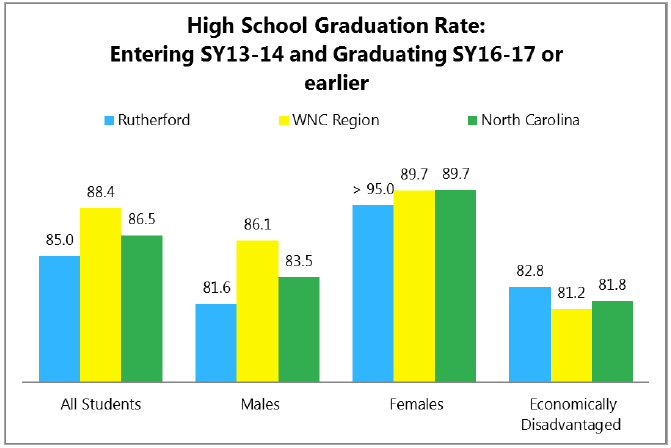 High School Graduation Rate:
Entering SY13-14 and Graduating SY16-17 or
earlier
Rutherford WNC Region North Carolina
85.0 88.4 86.5 81.6 86.1 83.5 > 95.0 89.7 89.7 82.8 81.2 81.8
All Students Males Females Economically
Disadvantaged